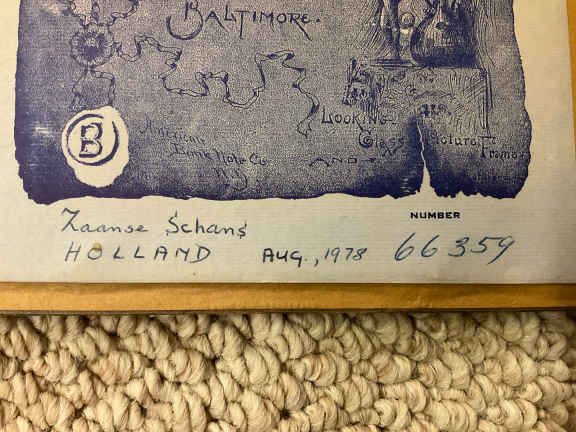 BALTIMORE.
LOOKING-
Glass Picture Frames
AND
B
American
Bank Note Co.
N.Y.
NUMBER
Zaanse Schans
HOLLAND Aug., 1978 66359